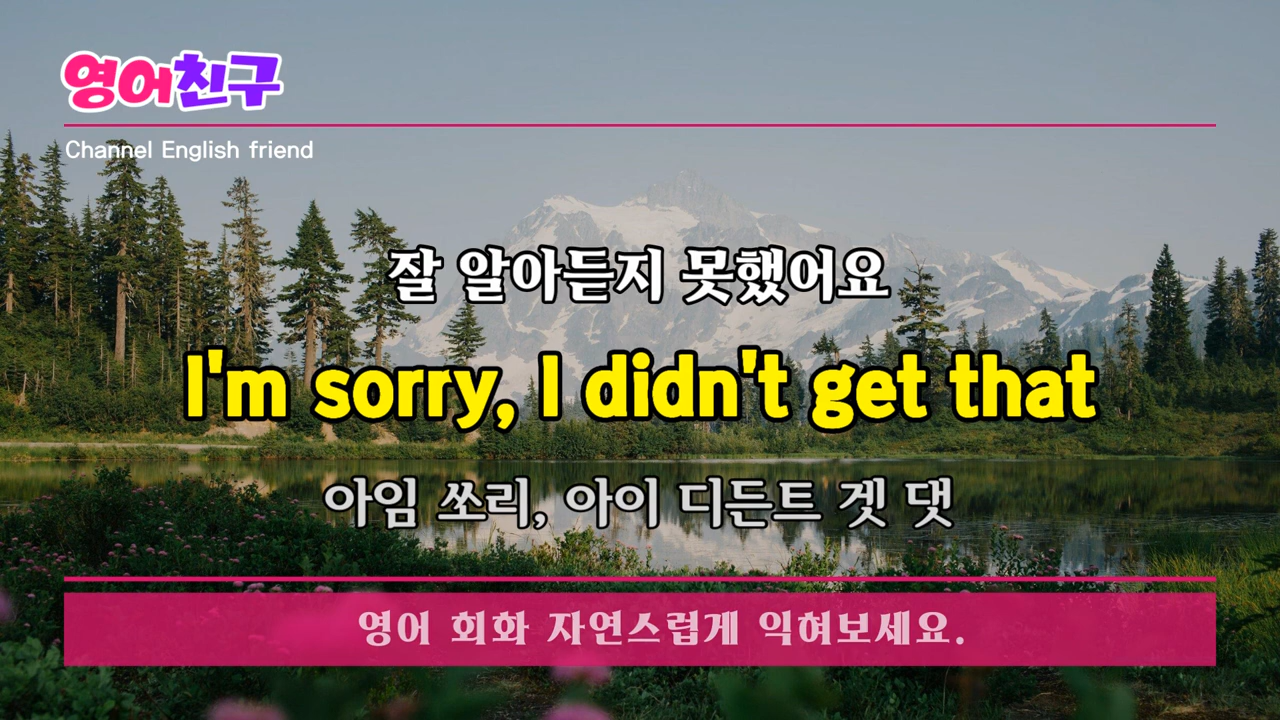 영어친구
Channel English friend
잘 알아듣지 못했어요
I'm sorry, I didn't get that
아임 쏘리, 아이 디든트 겟 댓
영어 회화 자연스럽게 익혀보세요.